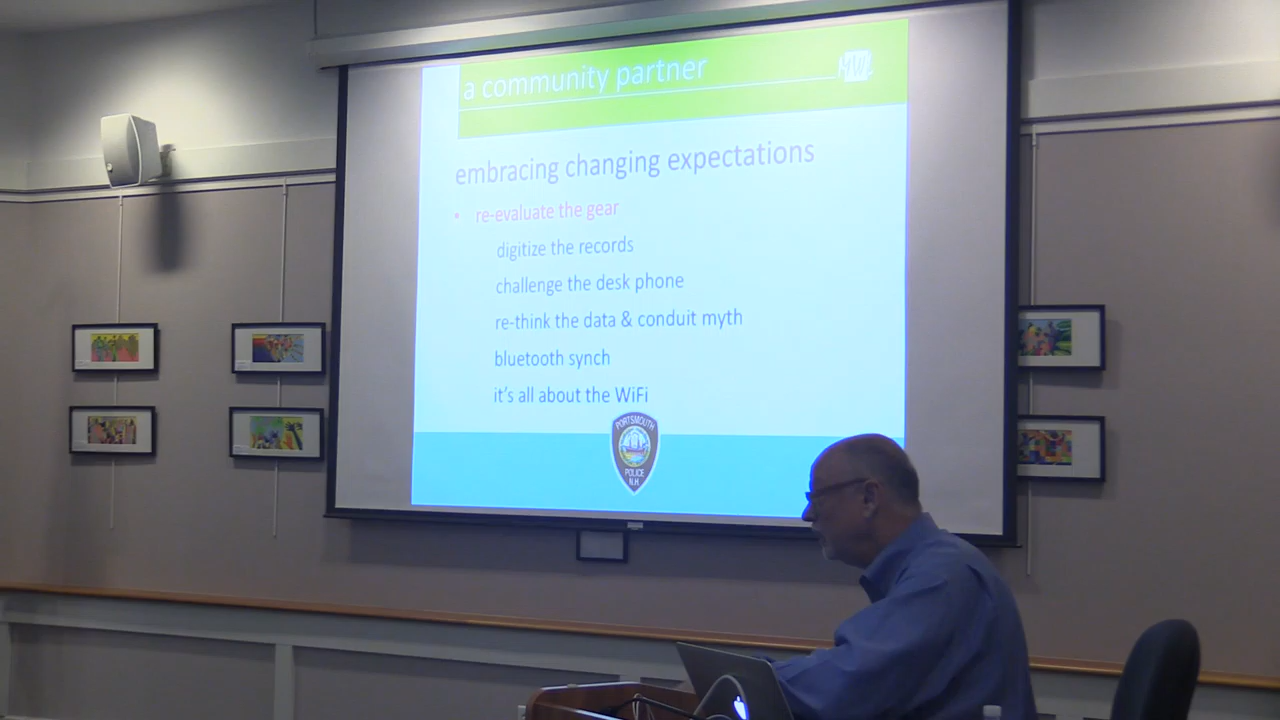 a community partner
MW
embracing changing expectations
• re-evaluate the gear
digitize the records
challenge the desk phone
re-think the data & conduit myth
bluetooth synch
it's all about the WiFi
PORTSMOUTH
POLICE
N.H.